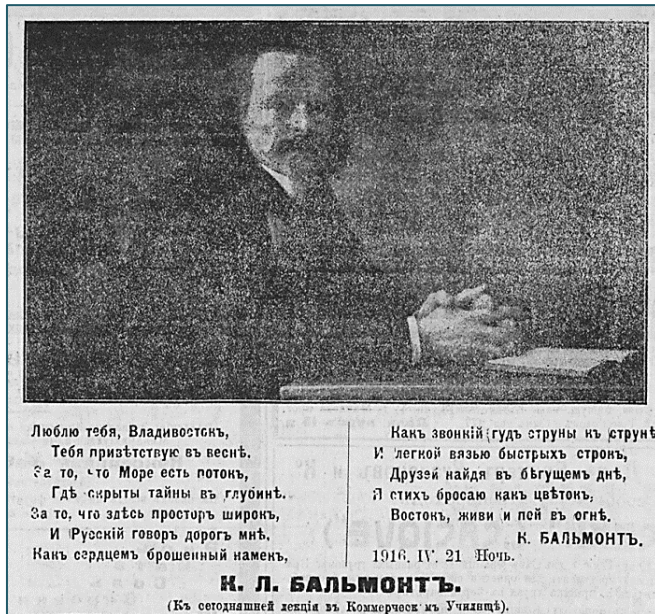 Люблю тебя, Владивостокъ,
Тебя привѣтствую въ веснѣ.
За то, что Море есть потокъ,
Гдѣ скрыты тайны въ глубинѣ.
За то, что здѣсь просторъ широкъ,
И Русскій говоръ дорогъ мнѣ.
Какъ сердцемъ брошенный намекъ,
Какъ звонкій гудъ струны къ струнѣ
И легкой вязью быстрыхъ строкъ,
Друзей найдя въ бѣгущемъ днѣ,
Я стихъ бросаю какъ цвѣтокъ,
Востокъ, живи и пей въ огнѣ.
К. БАЛЬМОНТЪ.
1916. IV. 21 Ночь.
К. Л. БАЛЬМОНТЪ.
(Къ сегодняшней лекціи въ Коммерческ мъ Училищѣ).